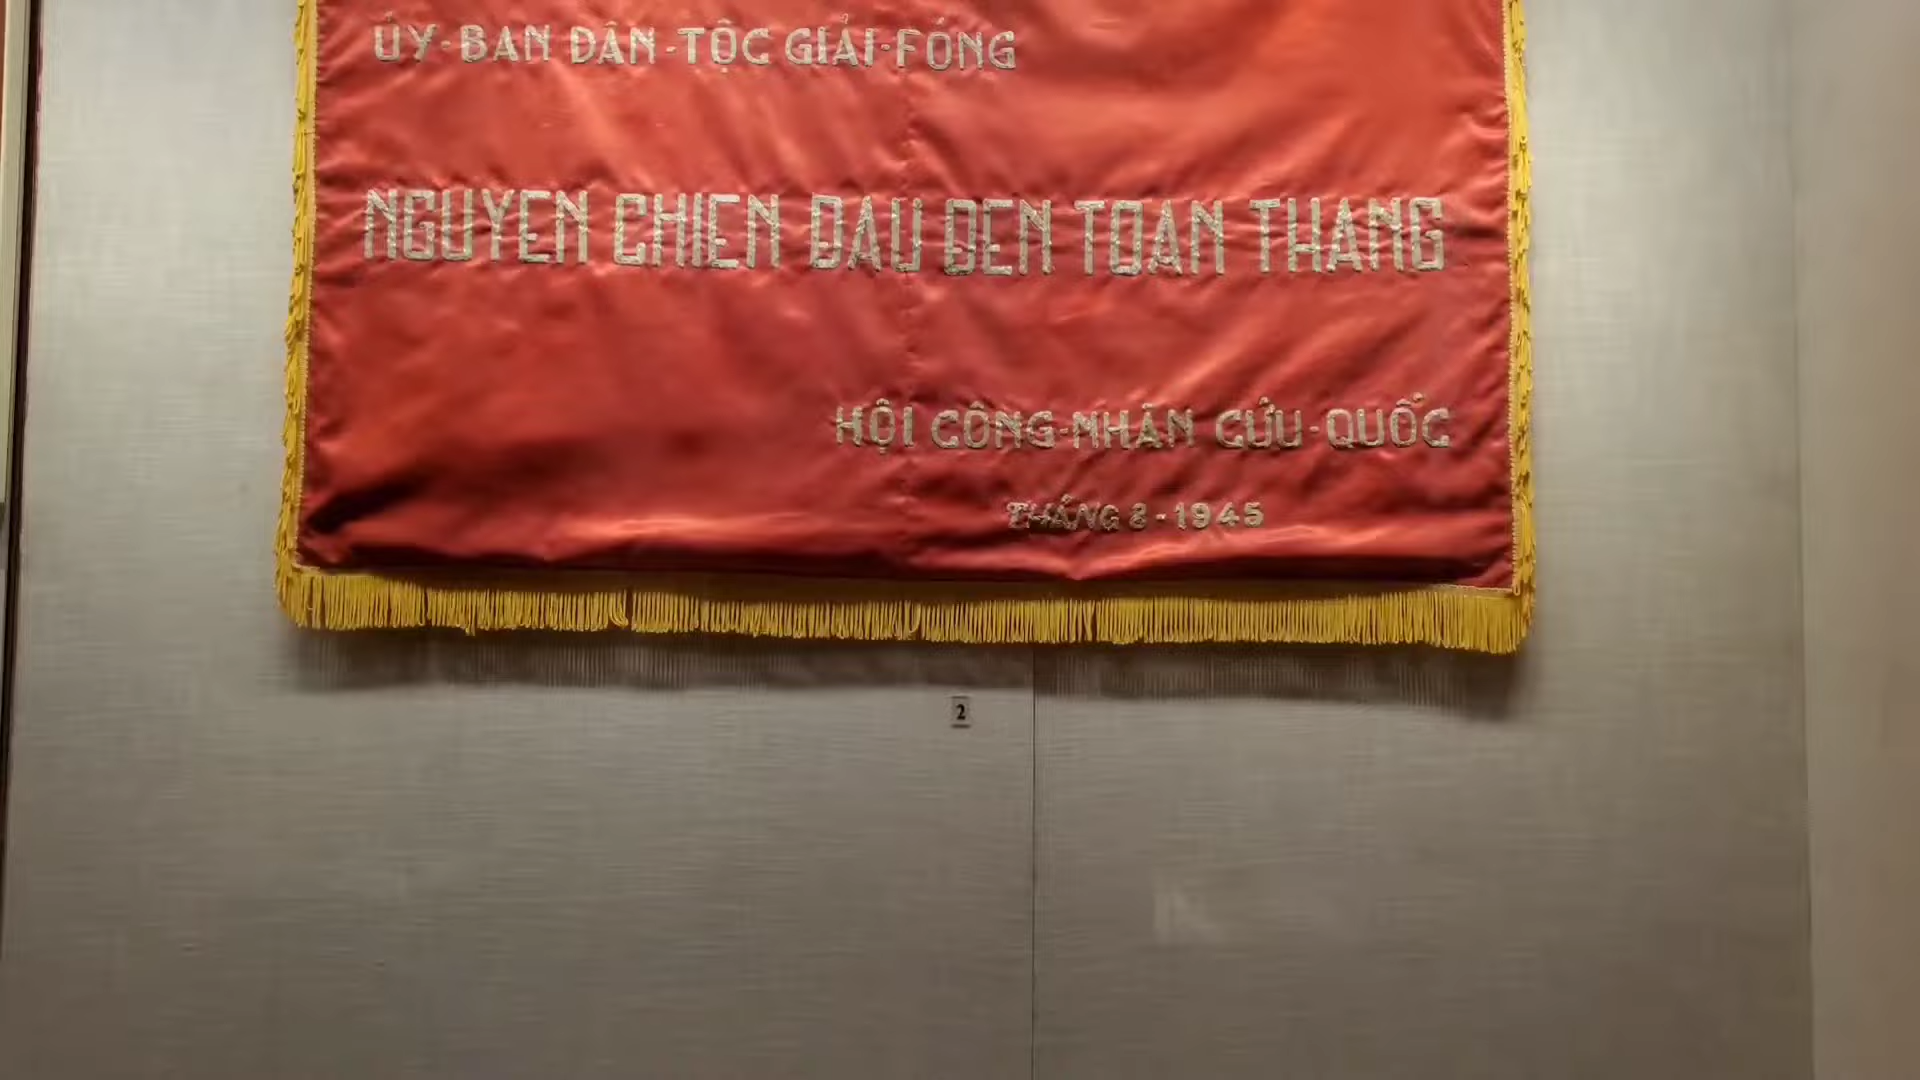 ỦY-BAN DÂN-TỘC GIẢI-FÓNG
NGUYEN CHIEN ĐAU ĐEN TOAN THANG
HỘI CÔNG-NHÂN CỨU-QUỐC
THÁNG 8-1945
2